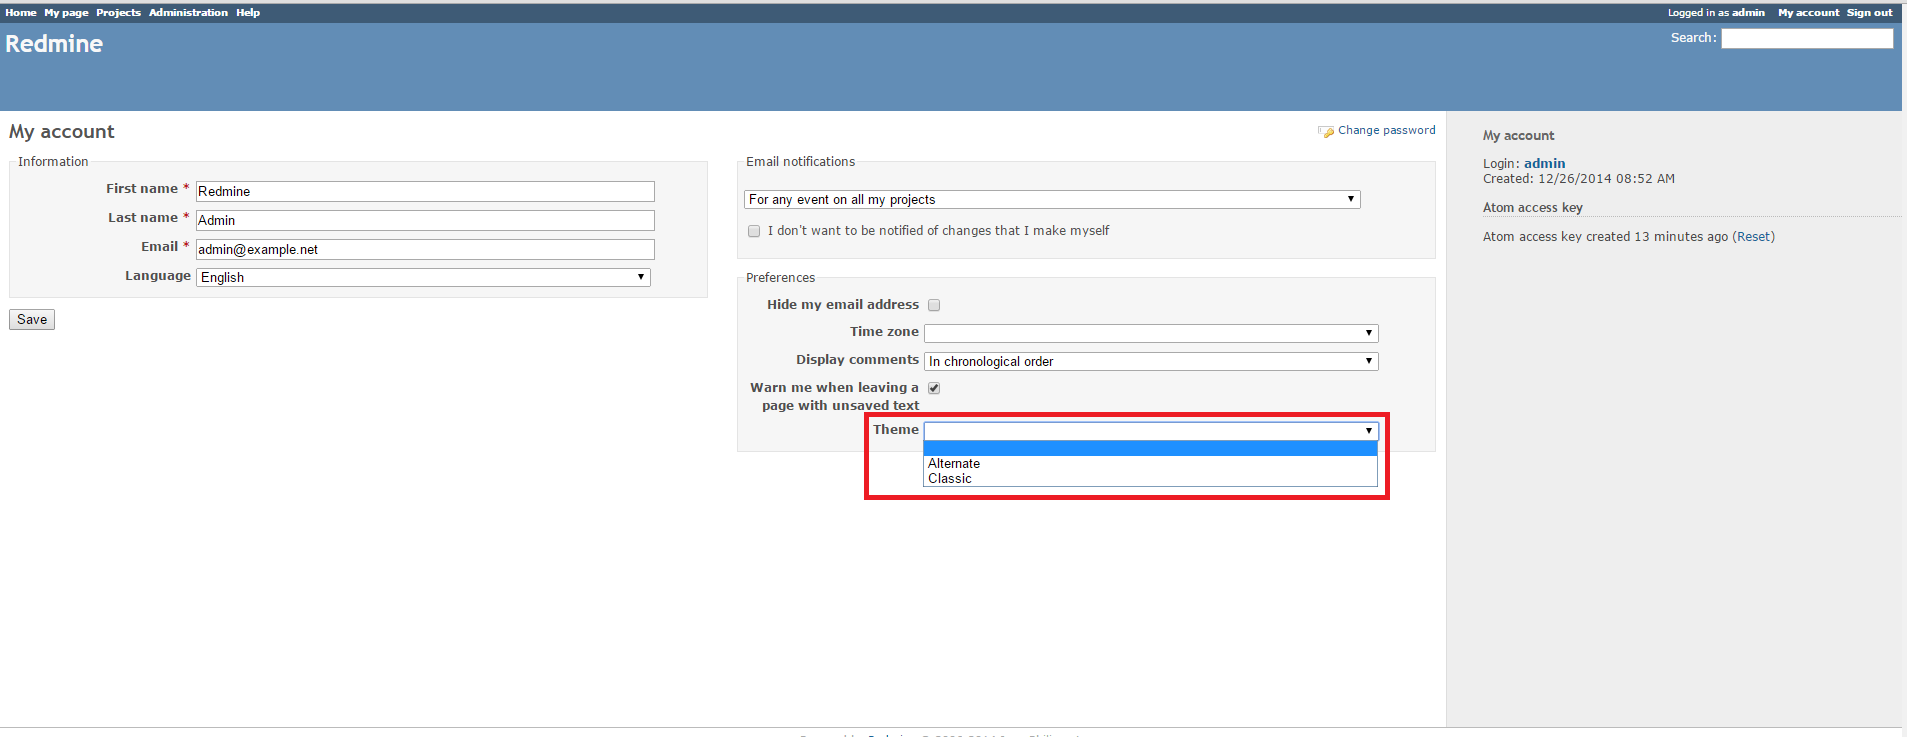 Home My page Projects Administration Help
Logged in as admin My account Sign out
Redmine
Search:
My account
Change password
Information
First name * Redmine
Last name * Admin
Email * admin@example.net
Language English
Save
Email notifications
For any event on all my projects
I don't want to be notified of changes that I make myself
Preferences
Hide my email address
Time zone
Display comments In chronological order
Warn me when leaving a
page with unsaved text
Theme
Alternate
Classic
My account
Login: admin
Created: 12/26/2014 08:52 AM
Atom access key
Atom access key created 13 minutes ago (Reset)